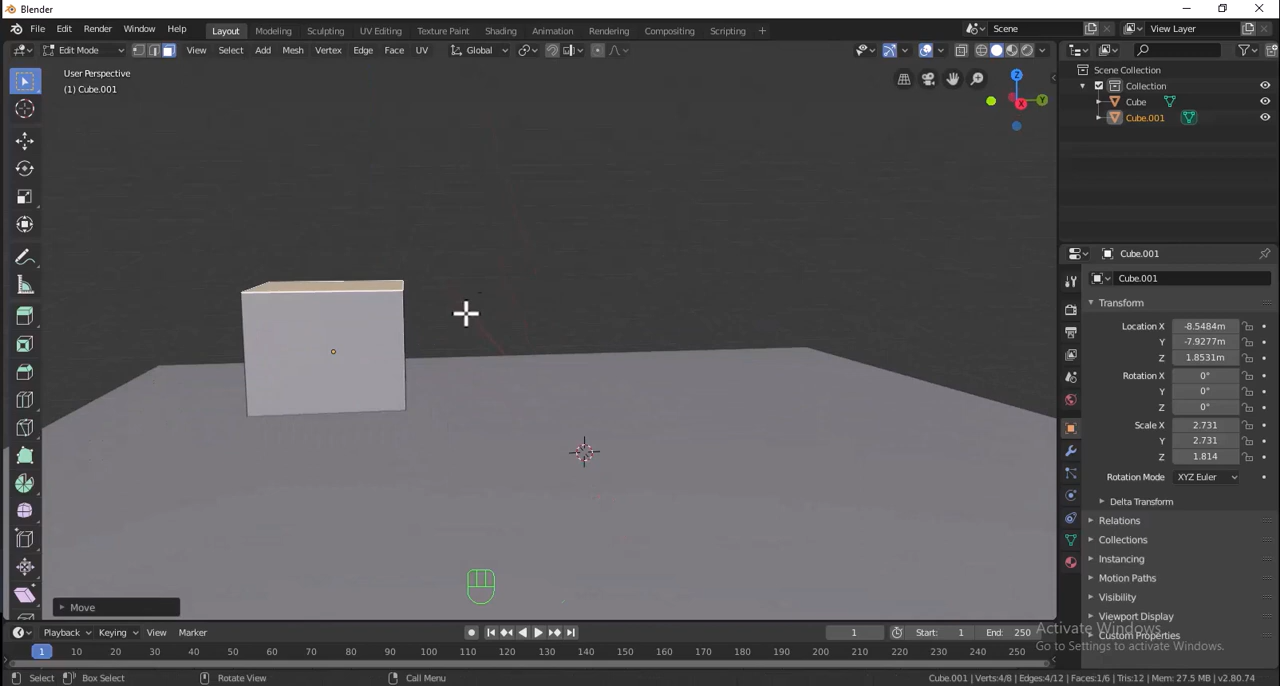 Blender
File Edit Render Window Help Layout Modeling Sculpting UV Editing Texture Paint Shading Animation Rendering Compositing Scripting + Scene View Layer
Edit Mode View Select Add Mesh Vertex Edge Face UV Global
User Perspective
(1) Cube.001
Z
Y
X
Scene Collection
Collection
Cube
Cube.001
Cube.001
Cube.001
Transform
Location X -8.5484m
Y -7.9277m
Z 1.8531m
Rotation X 0°
Y 0°
Z 0°
Scale X 2.731
Y 2.731
Z 1.814
Rotation Mode XYZ Euler
Delta Transform
Relations
Collections
Instancing
Motion Paths
Visibility
Viewport Display
Custom Properties
Activate Windows
Go to Settings to activate Windows.
Move
Playback Keying View Marker 1 Start: 1 End: 250
1 10 20 30 40 50 60 70 80 90 100 110 120 130 140 150 160 170 180 190 200 210 220 230 240 250
Select Box Select Rotate View Call Menu Cube.001 | Verts:4/8 | Edges:4/12 | Faces:1/6 | Tris:12 | Mem: 27.5 MB | v2.80.74